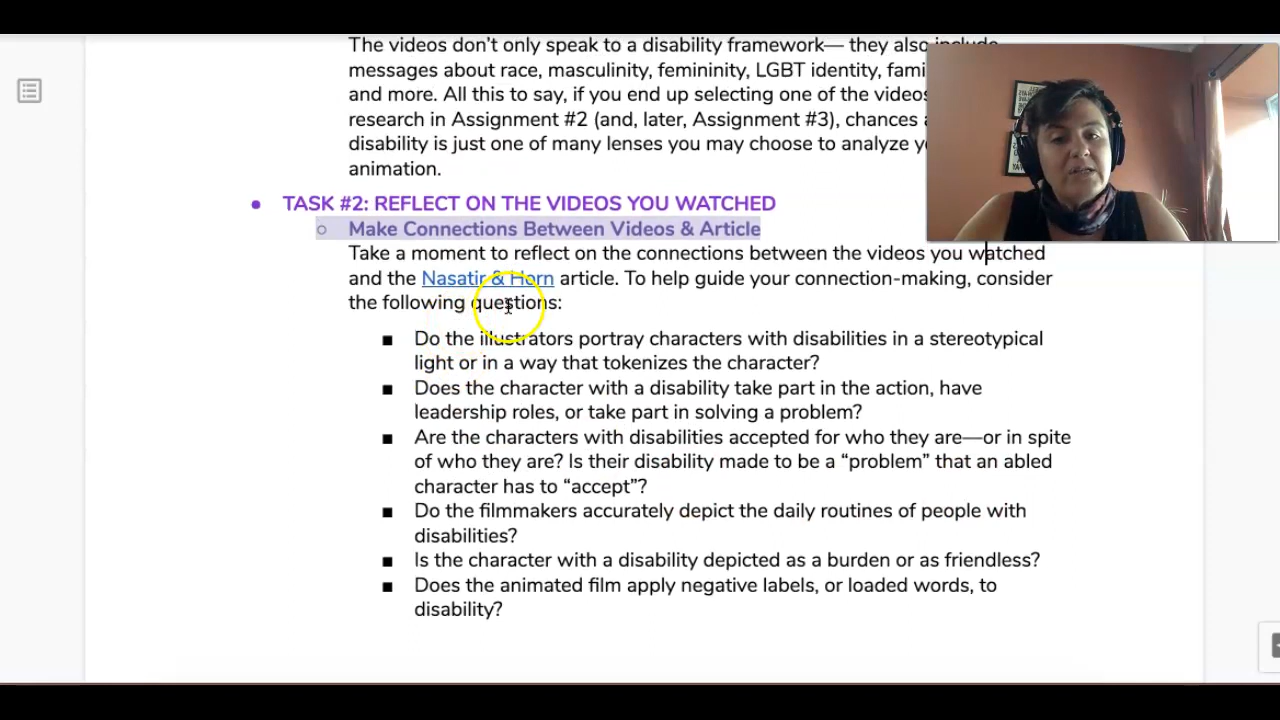 The videos don't only speak to a disability framework— they also include
messages about race, masculinity, femininity, LGBT identity,
and more. All this to say, if you end up selecting one of the videos
research in Assignment #2 (and, later, Assignment #3), chances
disability is just one of many lenses you may choose to analyze
animation.
● TASK #2: REFLECT ON THE VIDEOS YOU WATCHED
○ Make Connections Between Videos & Article
Take a moment to reflect on the connections between the videos you watched
and the Nasatir & Horn article. To help guide your connection-making, consider
the following questions:
■ Do the illustrators portray characters with disabilities in a stereotypical
light or in a way that tokenizes the character?
■ Does the character with a disability take part in the action, have
leadership roles, or take part in solving a problem?
■ Are the characters with disabilities accepted for who they are—or in spite
of who they are? Is their disability made to be a “problem” that an abled
character has to “accept”?
■ Do the filmmakers accurately depict the daily routines of people with
disabilities?
■ Is the character with a disability depicted as a burden or as friendless?
■ Does the animated film apply negative labels, or loaded words, to
disability?